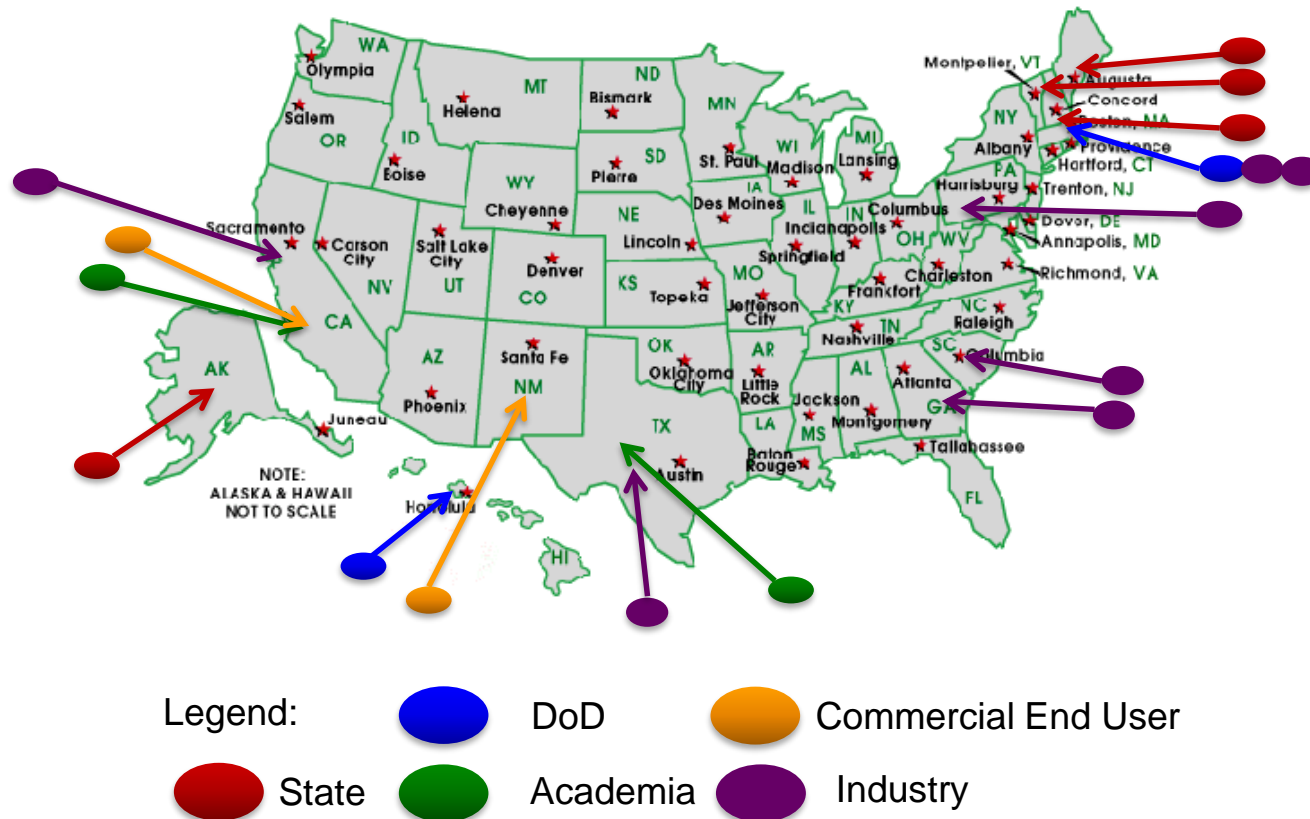 WA
Olympia
Salem
OR
ID
Boise
MT
Helena
ND
Bismark
SD
Pierre
WY
Cheyenne
NE
Lincoln
MN
St. Paul
WI
Madison
MI
Lansing
IA
Des Moines
IL
Springfield
IN
Indianapolis
Columbus
OH
WV
Charleston
PA
Harrisburg
NY
Albany
Montpelier, VT
Augusta
Concord
Boston, MA
Providence
Hartford, CT
Trenton, NJ
Dover, DE
Annapolis, MD
Richmond, VA
Sacramento
Carson
City
NV
CA
Salt Lake
City
UT
Denver
CO
KS
Topeka
MO
Jefferson
City
KY
Frankfort
TN
Nashville
NC
Raleigh
SC
Columbia
AZ
Phoenix
Santa Fe
NM
OK
Oklahoma
City
AR
Little
Rock
TX
Austin
LA
Baton
Rouge
Jackson
MS
AL
Montgomery
Atlanta
GA
Tallahassee
FL
AK
Juneau
NOTE:
ALASKA & HAWAII
NOT TO SCALE
Honolulu
HI
Legend:
DoD
Commercial End User
State
Academia
Industry